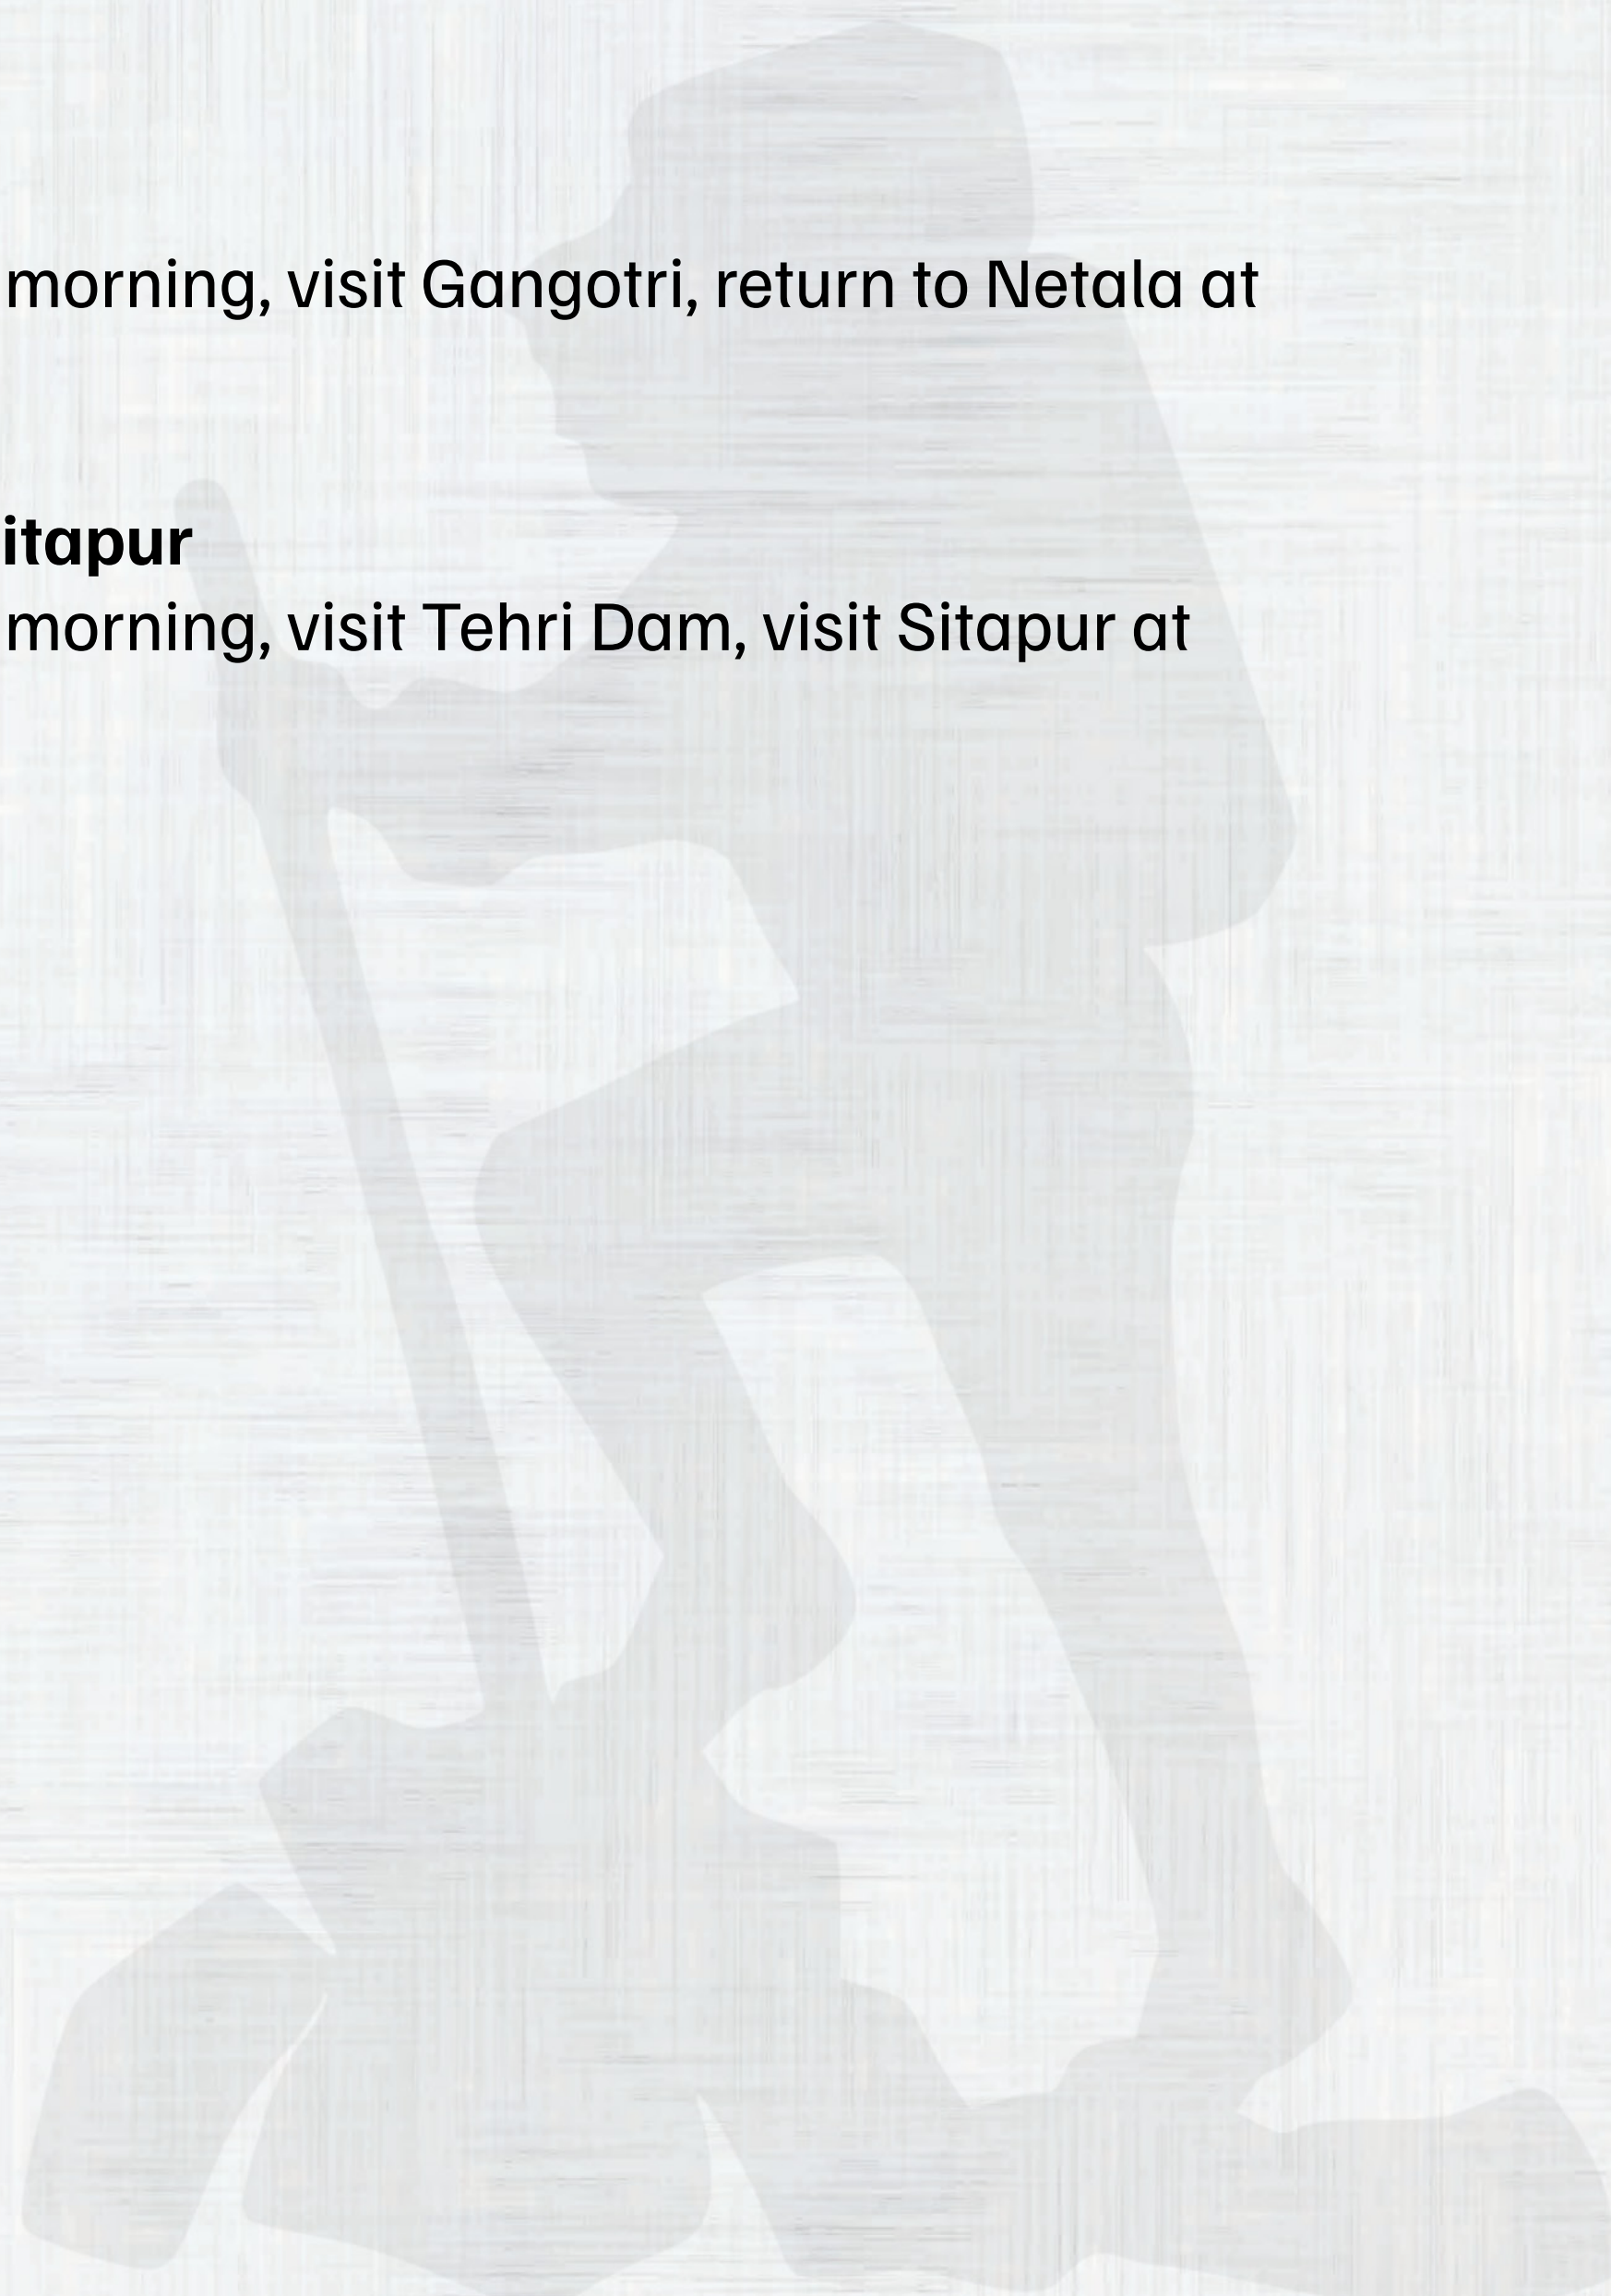 morning, visit Gangotri, return to Netala at
itapur
morning, visit Tehri Dam, visit Sitapur at